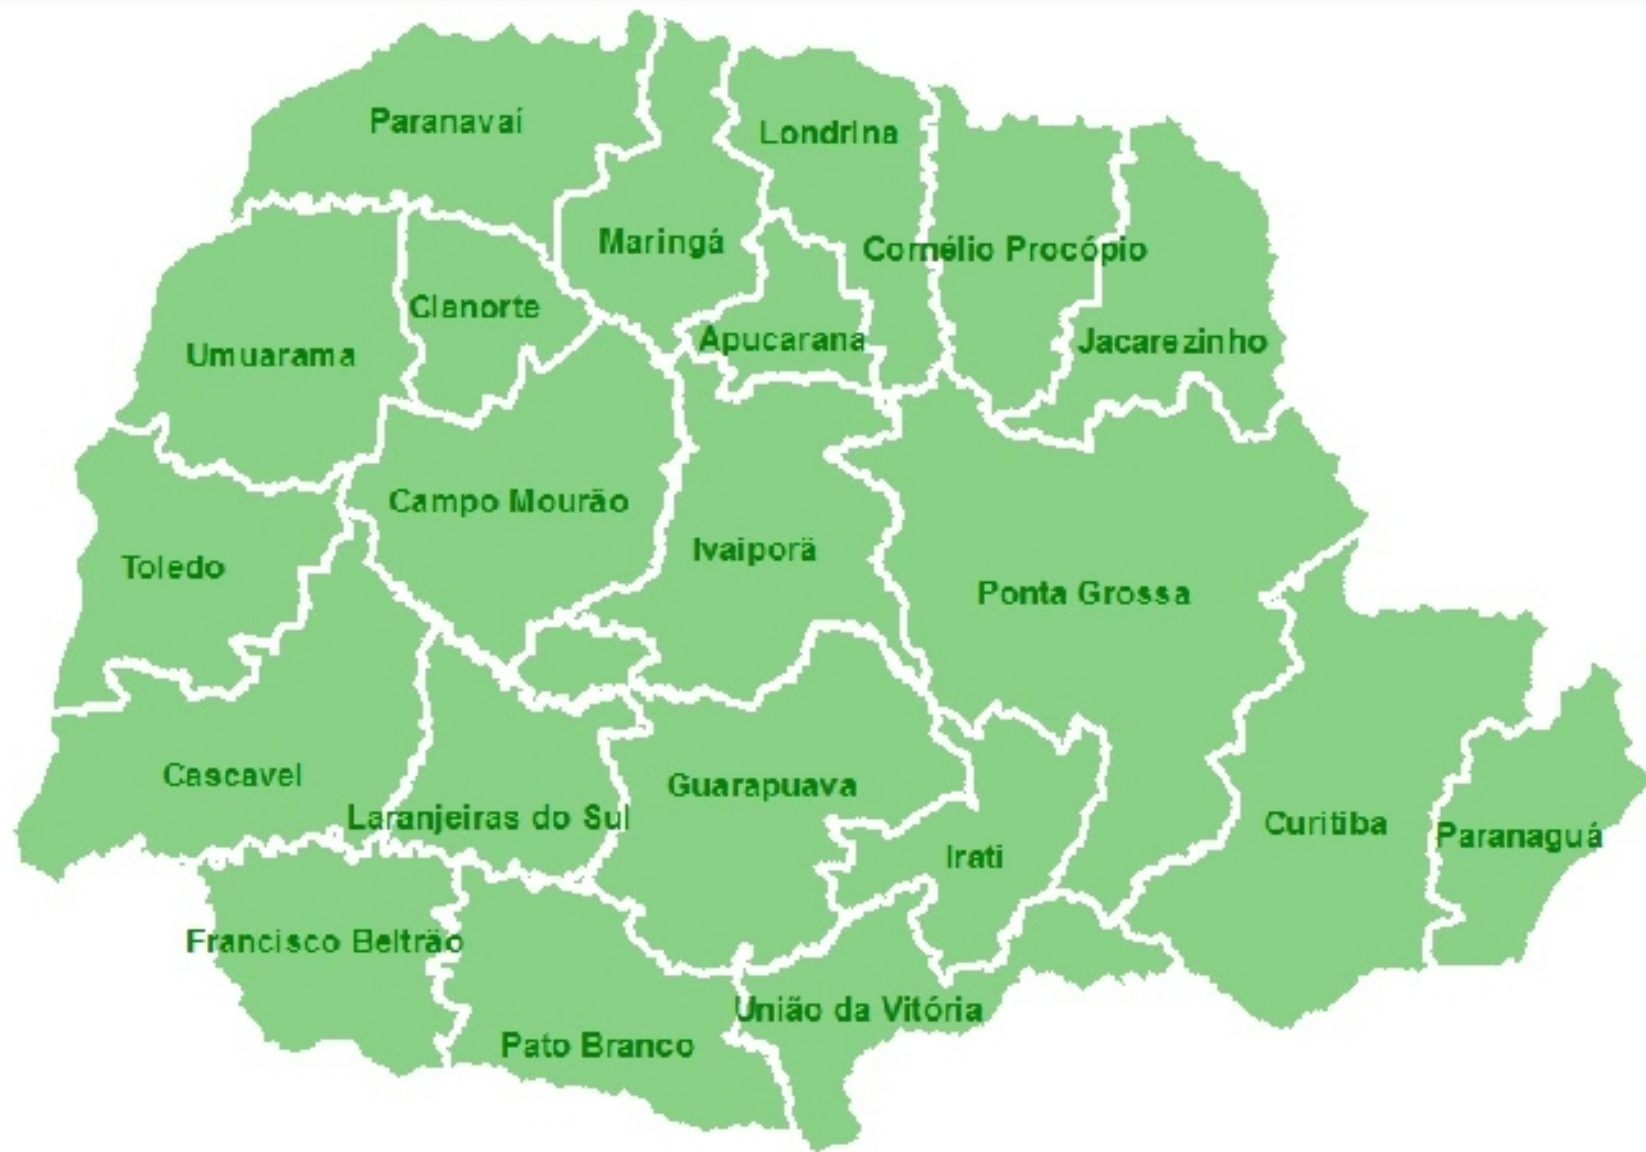 Paranavaí
Londrina
Maringá
Cornélio Procópio
Cianorte
Apucarana
Jacarezinho
Umuarama
Campo Mourão
Ivaiporã
Toledo
Ponta Grossa
Cascavel
Guarapuava
Laranjeiras do Sul
Curitiba
Paranaguá
Irati
Francisco Beltrão
União da Vitória
Pato Branco